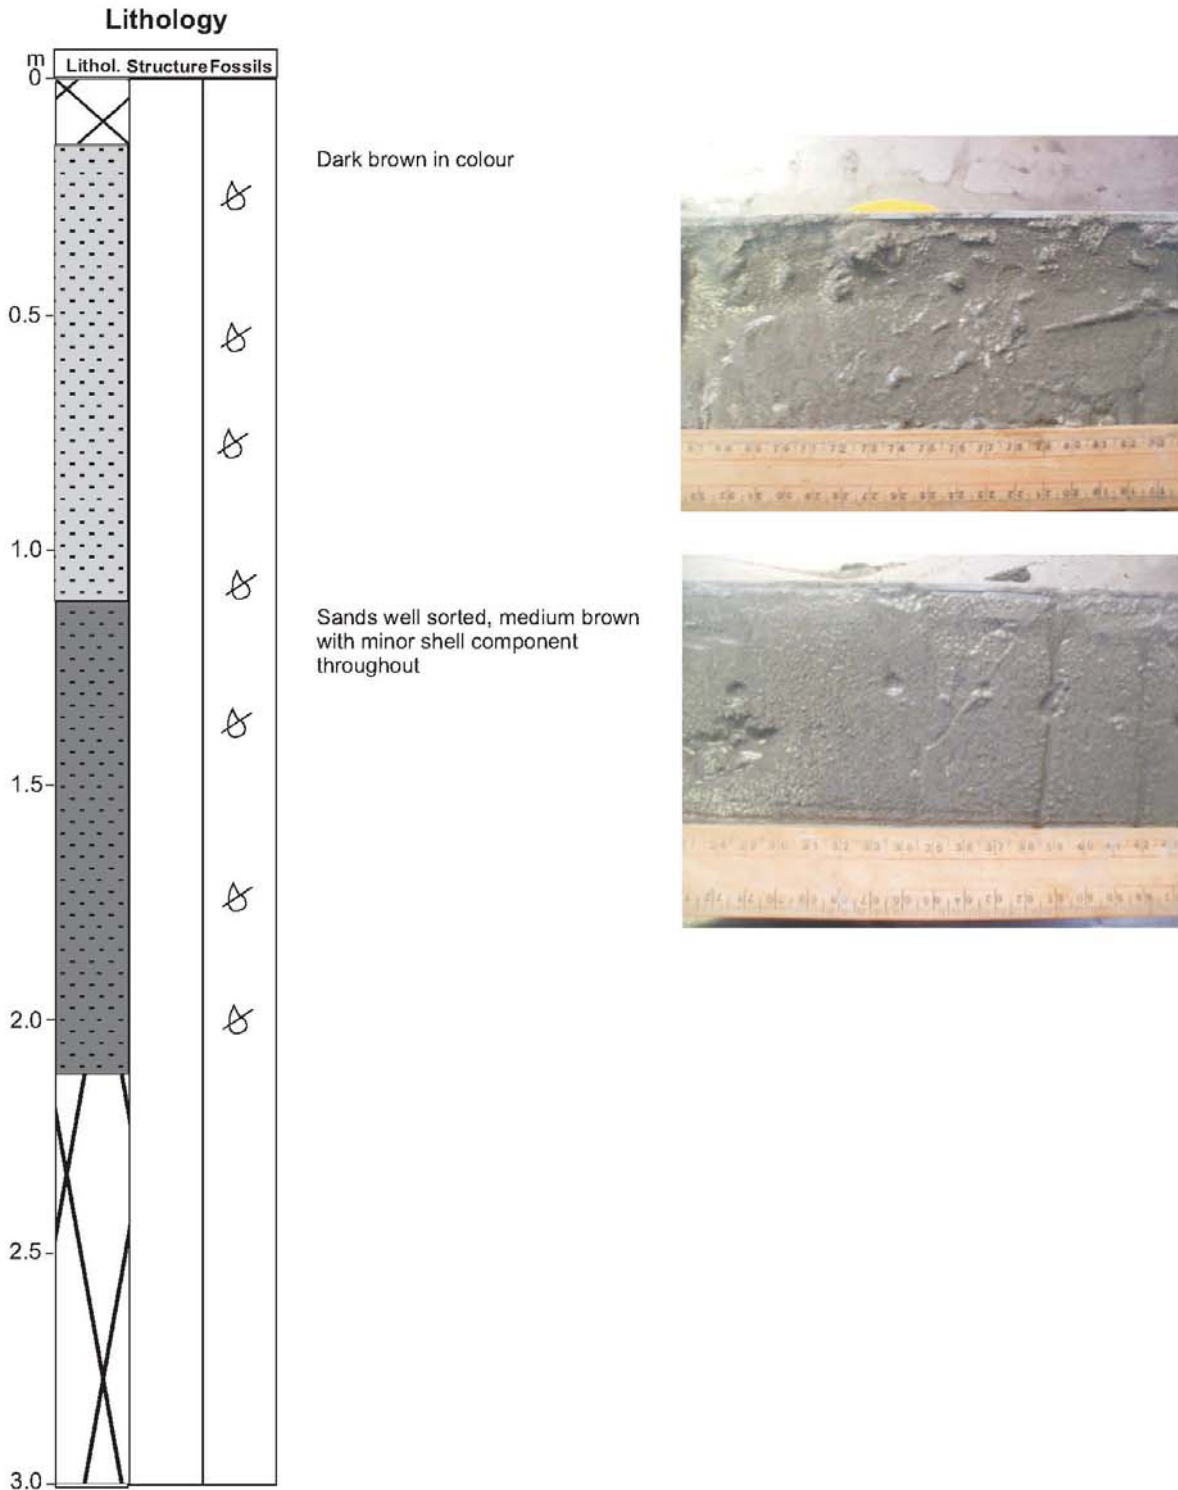 Lithology
m
Lithol. Structure Fossils
0
Dark brown in colour
0.5
1.0
Sands well sorted, medium brown
with minor shell component
throughout
1.5
2.0
2.5
3.0